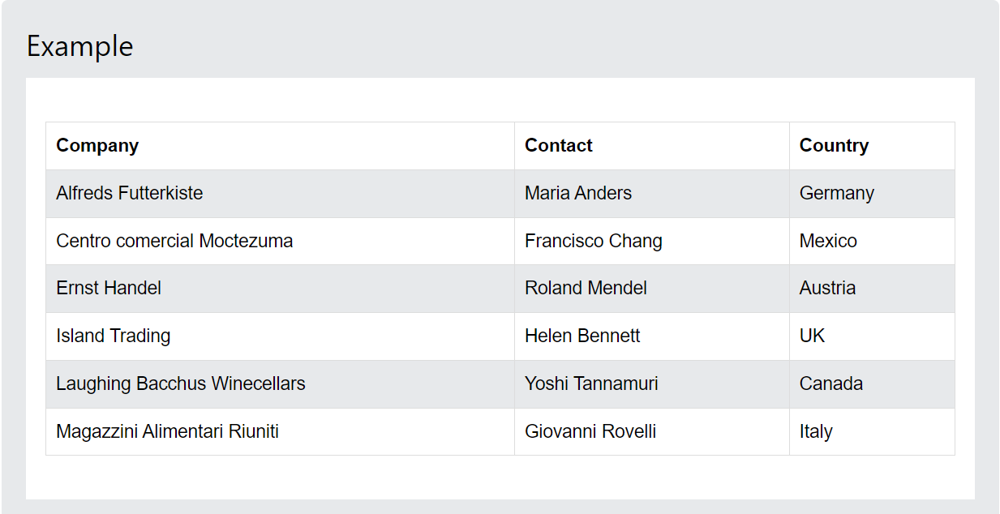 Example
Company Contact Country
Alfreds Futterkiste Maria Anders Germany
Centro comercial Moctezuma Francisco Chang Mexico
Ernst Handel Roland Mendel Austria
Island Trading Helen Bennett UK
Laughing Bacchus Winecellars Yoshi Tannamuri Canada
Magazzini Alimentari Riuniti Giovanni Rovelli Italy